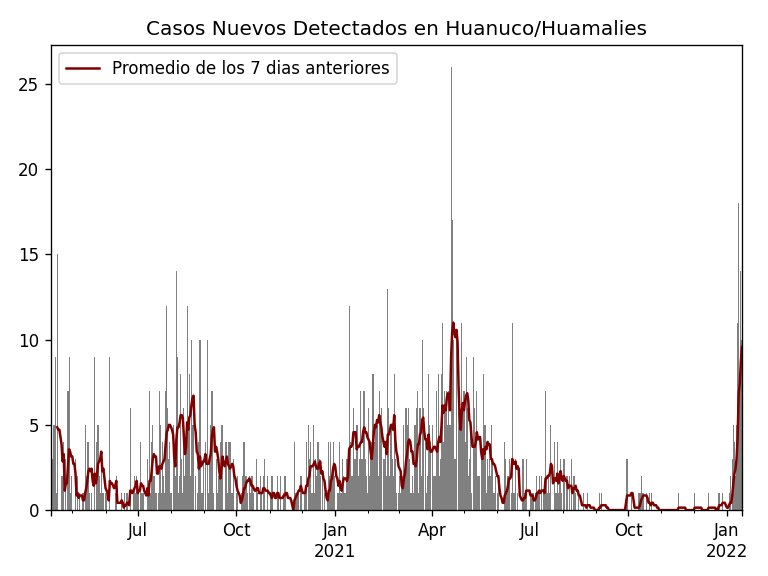 Casos Nuevos Detectados en Huanuco/Huamalies
Promedio de los 7 dias anteriores
25
20
15
10
5
0
Jul Oct Jan Apr Jul Oct Jan
2021 2022